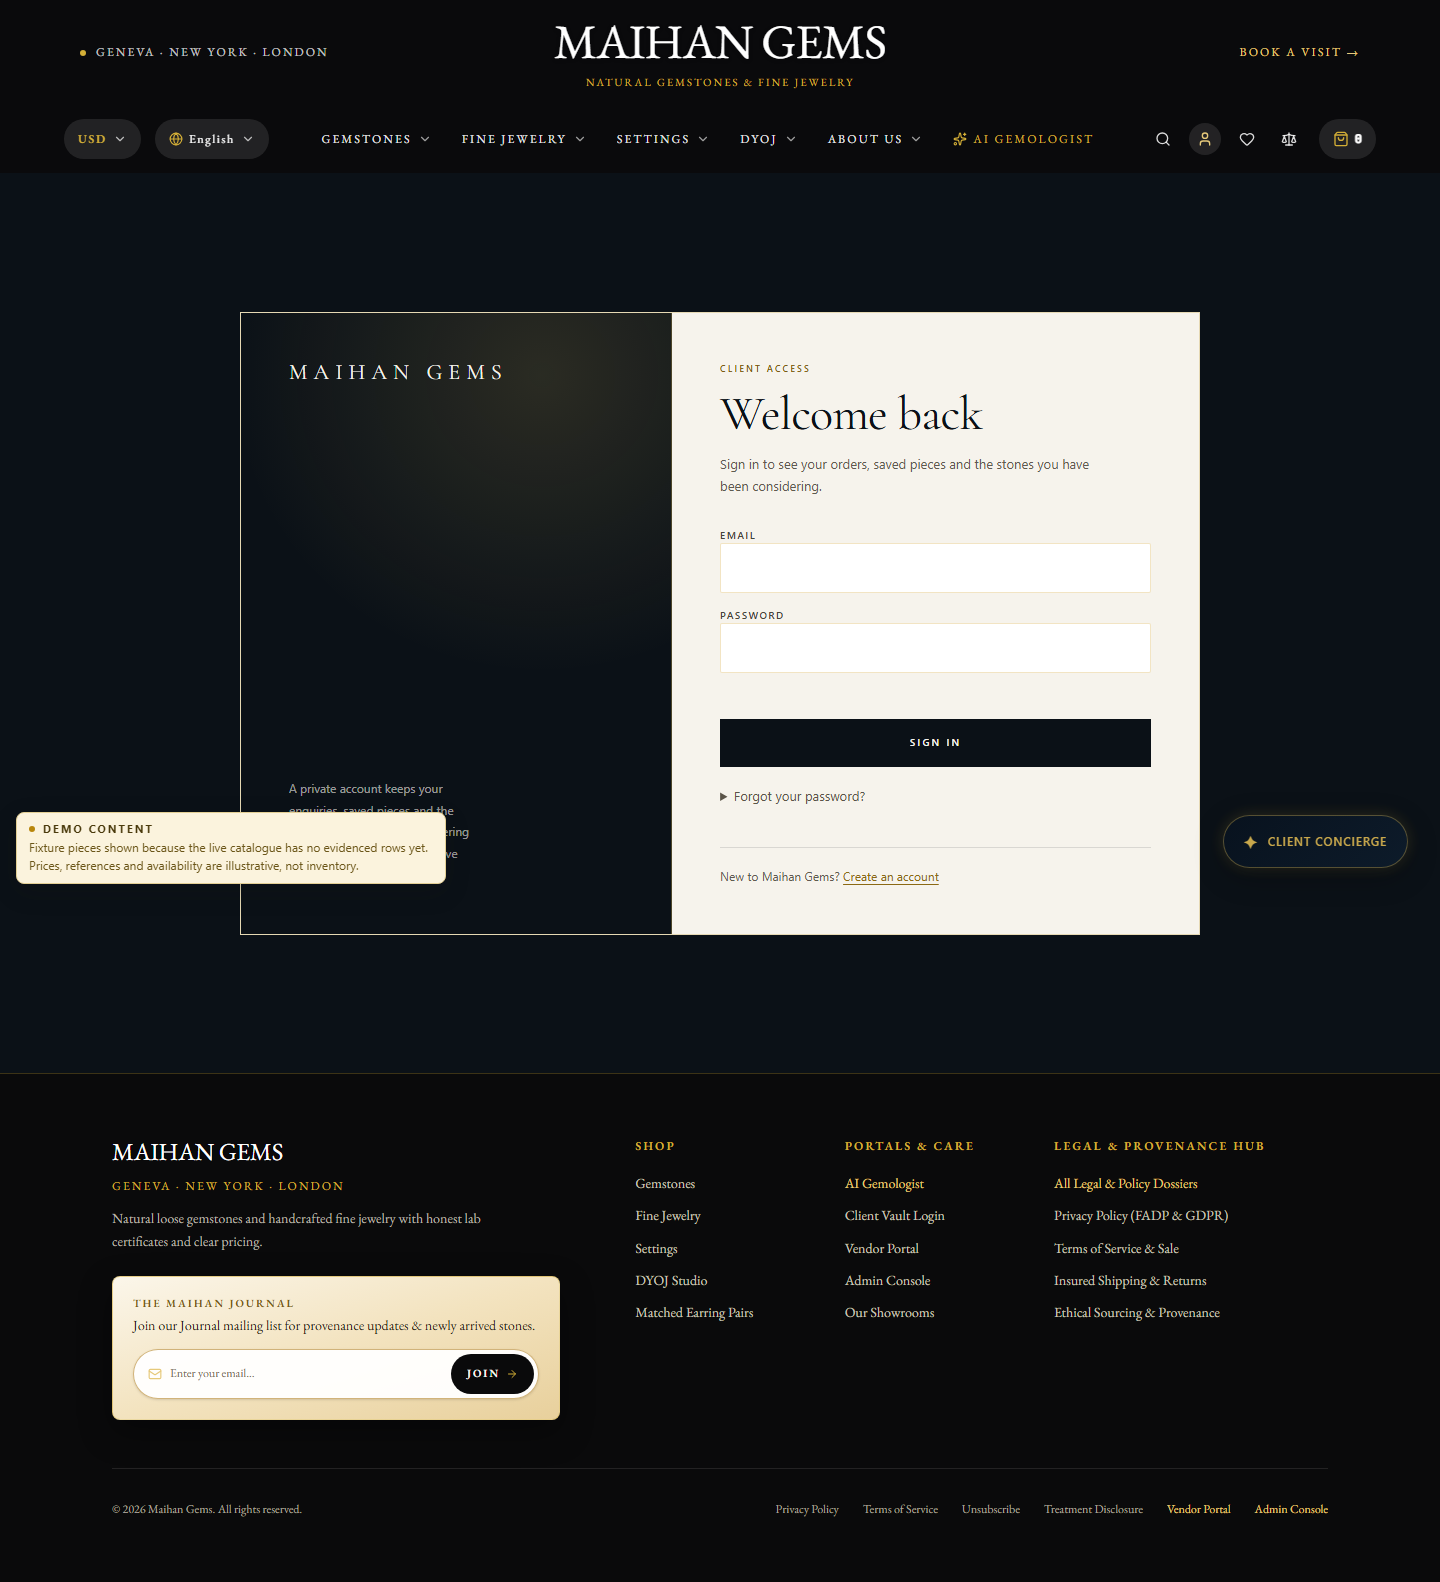 GENEVA · NEW YORK · LONDON
MAIHAN GEMS
NATURAL GEMSTONES & FINE JEWELRY
BOOK A VISIT →
USD
English
GEMSTONES
FINE JEWELRY
SETTINGS
DYOJ
ABOUT US
AI GEMOLOGIST
MAIHAN GEMS
A private account keeps your
enquiries, saved pieces and the
CLIENT ACCESS
Welcome back
Sign in to see your orders, saved pieces and the stones you have
been considering.
EMAIL
PASSWORD
SIGN IN
Forgot your password?
New to Maihan Gems? Create an account
DEMO CONTENT
Fixture pieces shown because the live catalogue has no evidenced rows yet.
Prices, references and availability are illustrative, not inventory.
CLIENT CONCIERGE
MAIHAN GEMS
GENEVA · NEW YORK · LONDON
Natural loose gemstones and handcrafted fine jewelry with honest lab
certificates and clear pricing.
THE MAIHAN JOURNAL
Join our Journal mailing list for provenance updates & newly arrived stones.
Enter your email...
JOIN →
SHOP
Gemstones
Fine Jewelry
Settings
DYOJ Studio
Matched Earring Pairs
PORTALS & CARE
AI Gemologist
Client Vault Login
Vendor Portal
Admin Console
Our Showrooms
LEGAL & PROVENANCE HUB
All Legal & Policy Dossiers
Privacy Policy (FADP & GDPR)
Terms of Service & Sale
Insured Shipping & Returns
Ethical Sourcing & Provenance
© 2026 Maihan Gems. All rights reserved.
Privacy Policy
Terms of Service
Unsubscribe
Treatment Disclosure
Vendor Portal
Admin Console